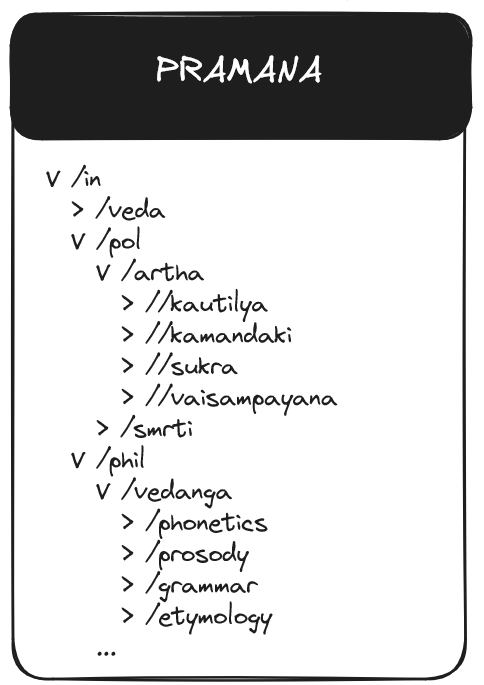 PRAMANA
V /in
> /veda
V /pol
V /artha
> //kautilya
> //kamandaki
> //sukra
> //vaisampayana
> /smrti
V /phil
V /vedanga
> /phonetics
> /prosody
> /grammar
> /etymology
...